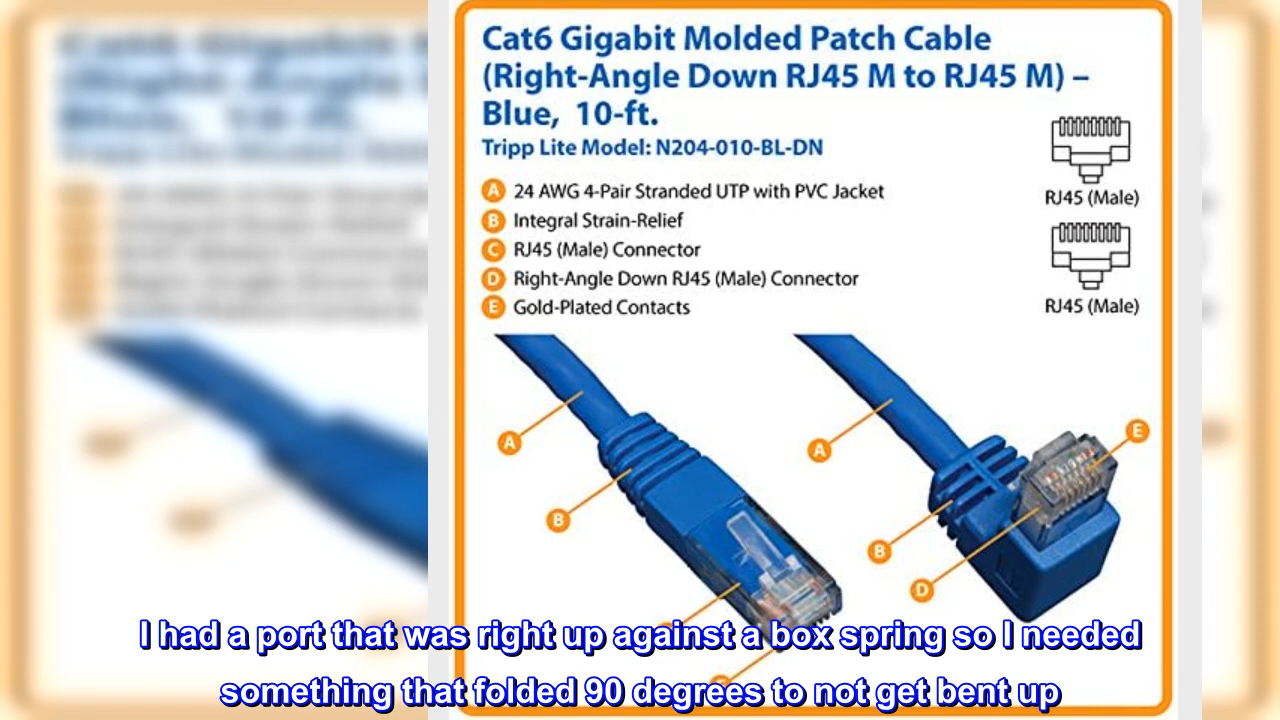 Cat6 Gigabit Molded Patch Cable
(Right-Angle Down RJ45 M to RJ45 M) –
Blue, 10-ft.
Tripp Lite Model: N204-010-BL-DN
A 24 AWG 4-Pair Stranded UTP with PVC Jacket
B Integral Strain-Relief
C RJ45 (Male) Connector
D Right-Angle Down RJ45 (Male) Connector
E Gold-Plated Contacts
RJ45 (Male)
RJ45 (Male)
A
B
A
B
D
E
I had a port that was right up against a box spring so I needed
something that folded 90 degrees to not get bent up